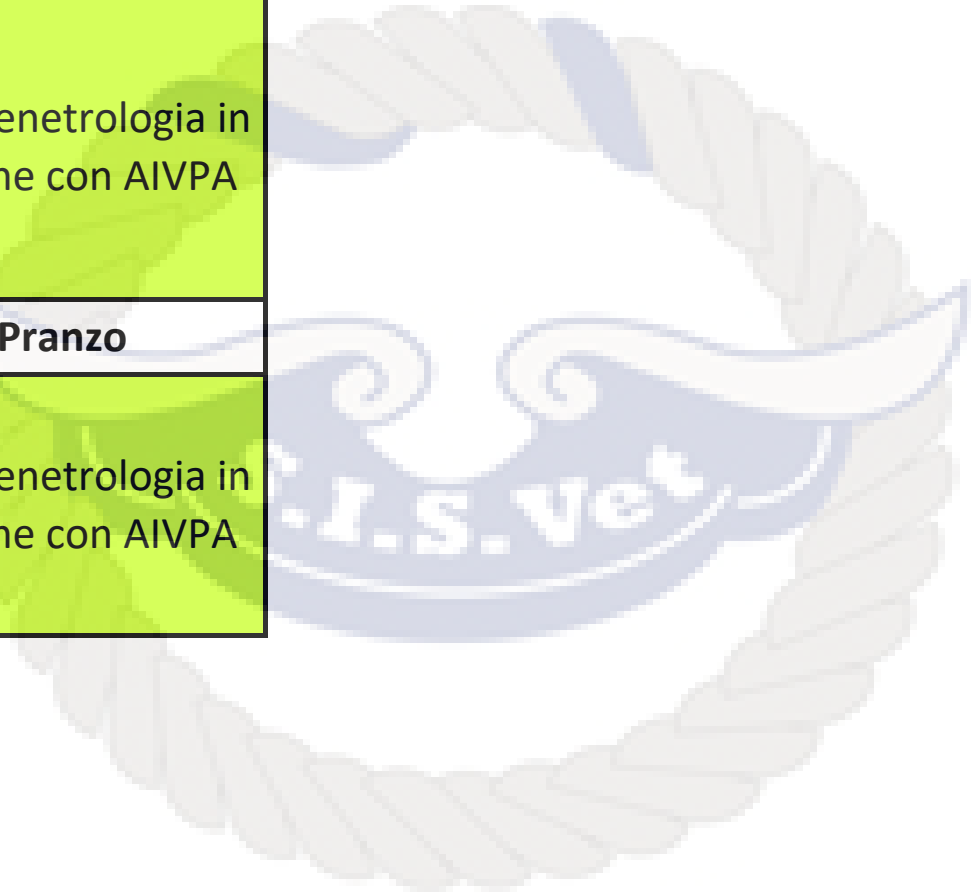 enetrologia in
ne con AIVPA
Pranzo
enetrologia in
ne con AIVPA
.I.S. Vet